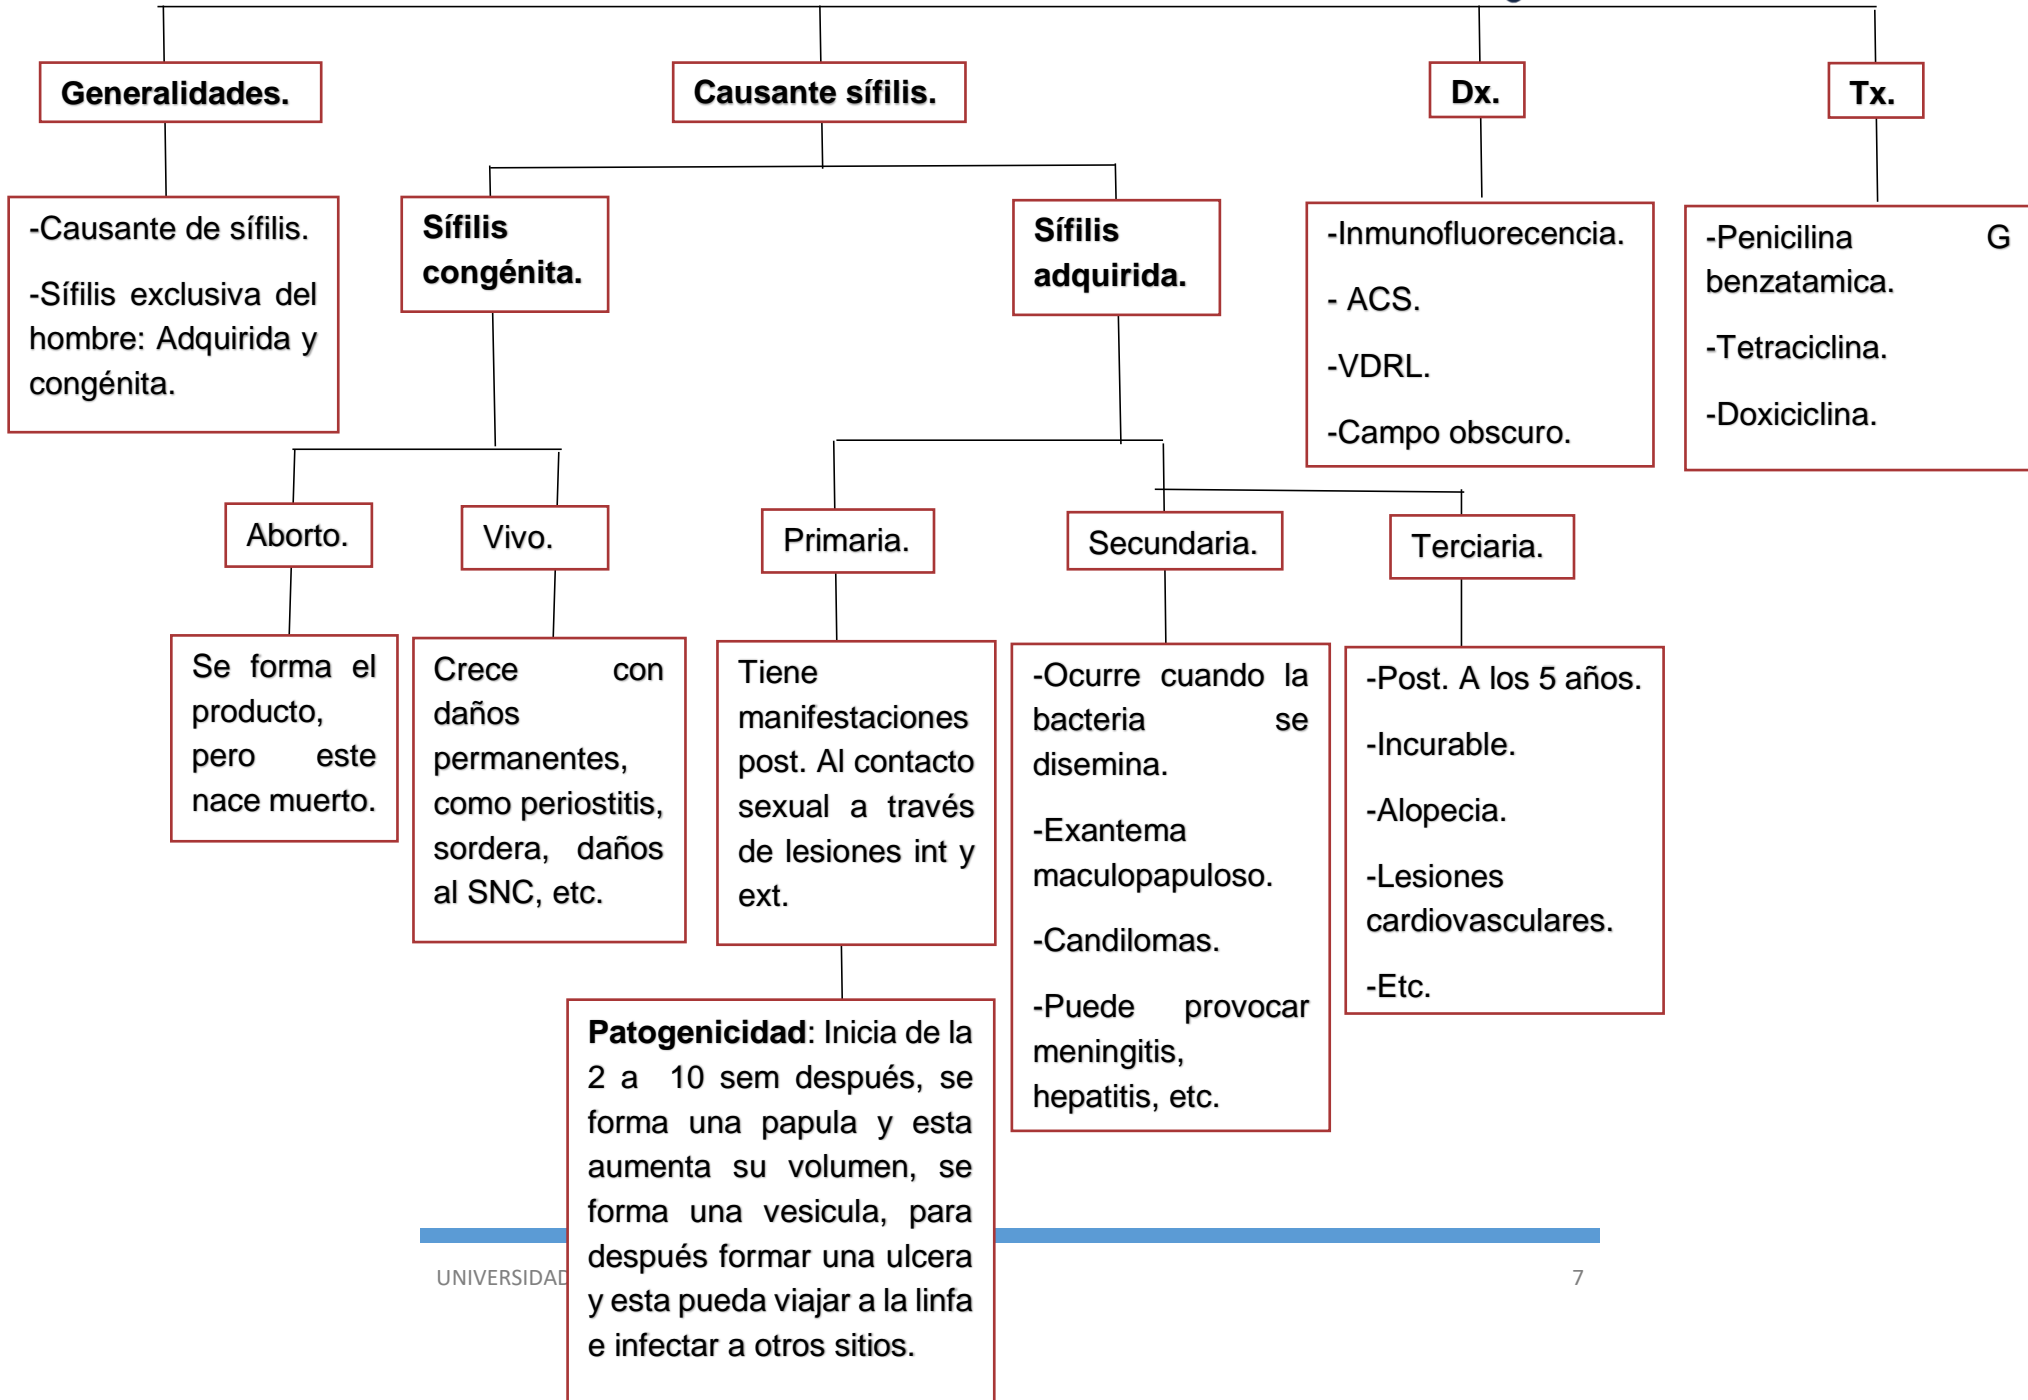 Generalidades.
Causante sífilis.
Dx.
Tx.
-Causante de sífilis.
-Sífilis exclusiva del
hombre: Adquirida y
congénita.
Sífilis
congénita.
Sífilis
adquirida.
-Inmunofluorecencia.
- ACS.
-VDRL.
-Campo obscuro.
-Penicilina G
benzatamica.
-Tetraciclina.
-Doxiciclina.
Aborto.
Vivo.
Primaria.
Secundaria.
Terciaria.
Se forma el
producto,
pero este
nace muerto.
Crece con
daños
permanentes,
como periostitis,
sordera, daños
al SNC, etc.
Tiene
manifestaciones
post. Al contacto
sexual a través
de lesiones int y
ext.
-Ocurre cuando la
bacteria se
disemina.
-Exantema
maculopapuloso.
-Candilomas.
-Puede provocar
meningitis,
hepatitis, etc.
-Post. A los 5 años.
-Incurable.
-Alopecia.
-Lesiones
cardiovasculares.
-Etc.
Patogenicidad: Inicia de la
2 a 10 sem después, se
forma una papula y esta
aumenta su volumen, se
forma una vesicula, para
después formar una ulcera
y esta pueda viajar a la linfa
e infectar a otros sitios.
UNIVERSIDAD
7